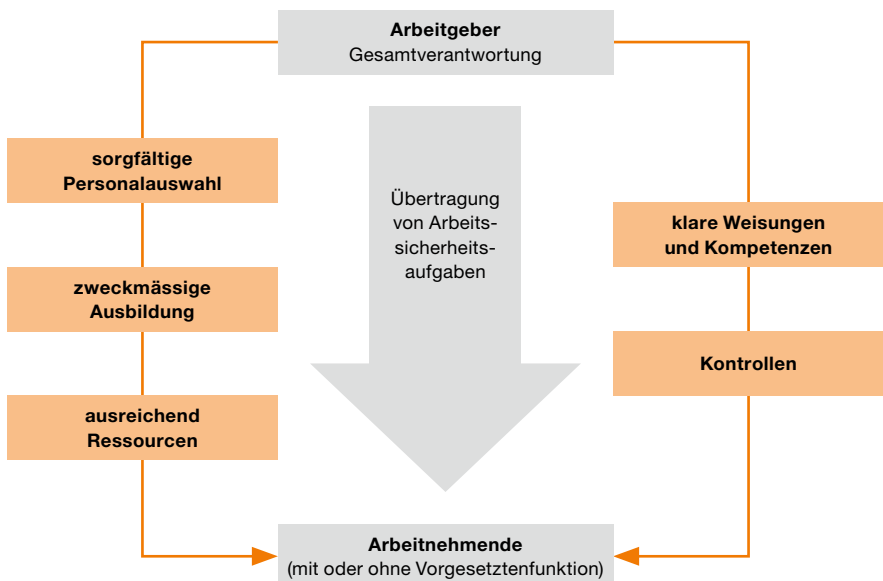 Arbeitgeber
Gesamtverantwortung
sorgfältige
Personalauswahl
zweckmässige
Ausbildung
ausreichend
Ressourcen
Übertragung
von Arbeits-
sicherheits-
aufgaben
klare Weisungen
und Kompetenzen
Kontrollen
Arbeitnehmende
(mit oder ohne Vorgesetztenfunktion)